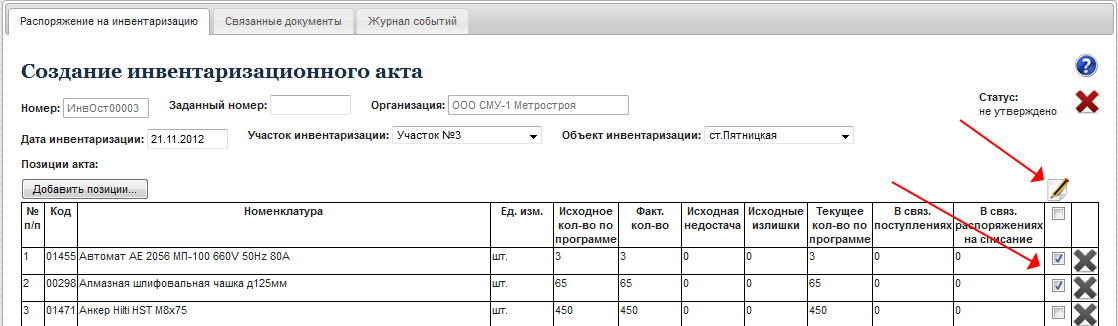 Распоряжение на инвентаризацию Связанные документы Журнал событий
Создание инвентаризационного акта
Номер: ИнвОст00003 Заданный номер: Организация: ООО СМУ-1 Метростроя Статус: не утверждено
Дата инвентаризации: 21.11.2012 Участок инвентаризации: Участок №3 Объект инвентаризации: ст.Пятницкая
Позиции акта:
Добавить позиции...
№ п/п Код Номенклатура Ед. изм. Исходное кол-во по программе Факт. кол-во Исходная недостача Исходные излишки Текущее кол-во по программе В связ. поступлениях В связ. распоряжениях на списание
1 01455 Автомат АЕ 2056 МП-100 660V 50Hz 80А шт. 3 3 0 0 3 0 0
2 00298 Алмазная шлифовальная чашка д125мм шт. 65 65 0 0 65 0 0
3 01471 Анкер Hilti HST M8x75 шт. 450 450 0 0 450 0 0